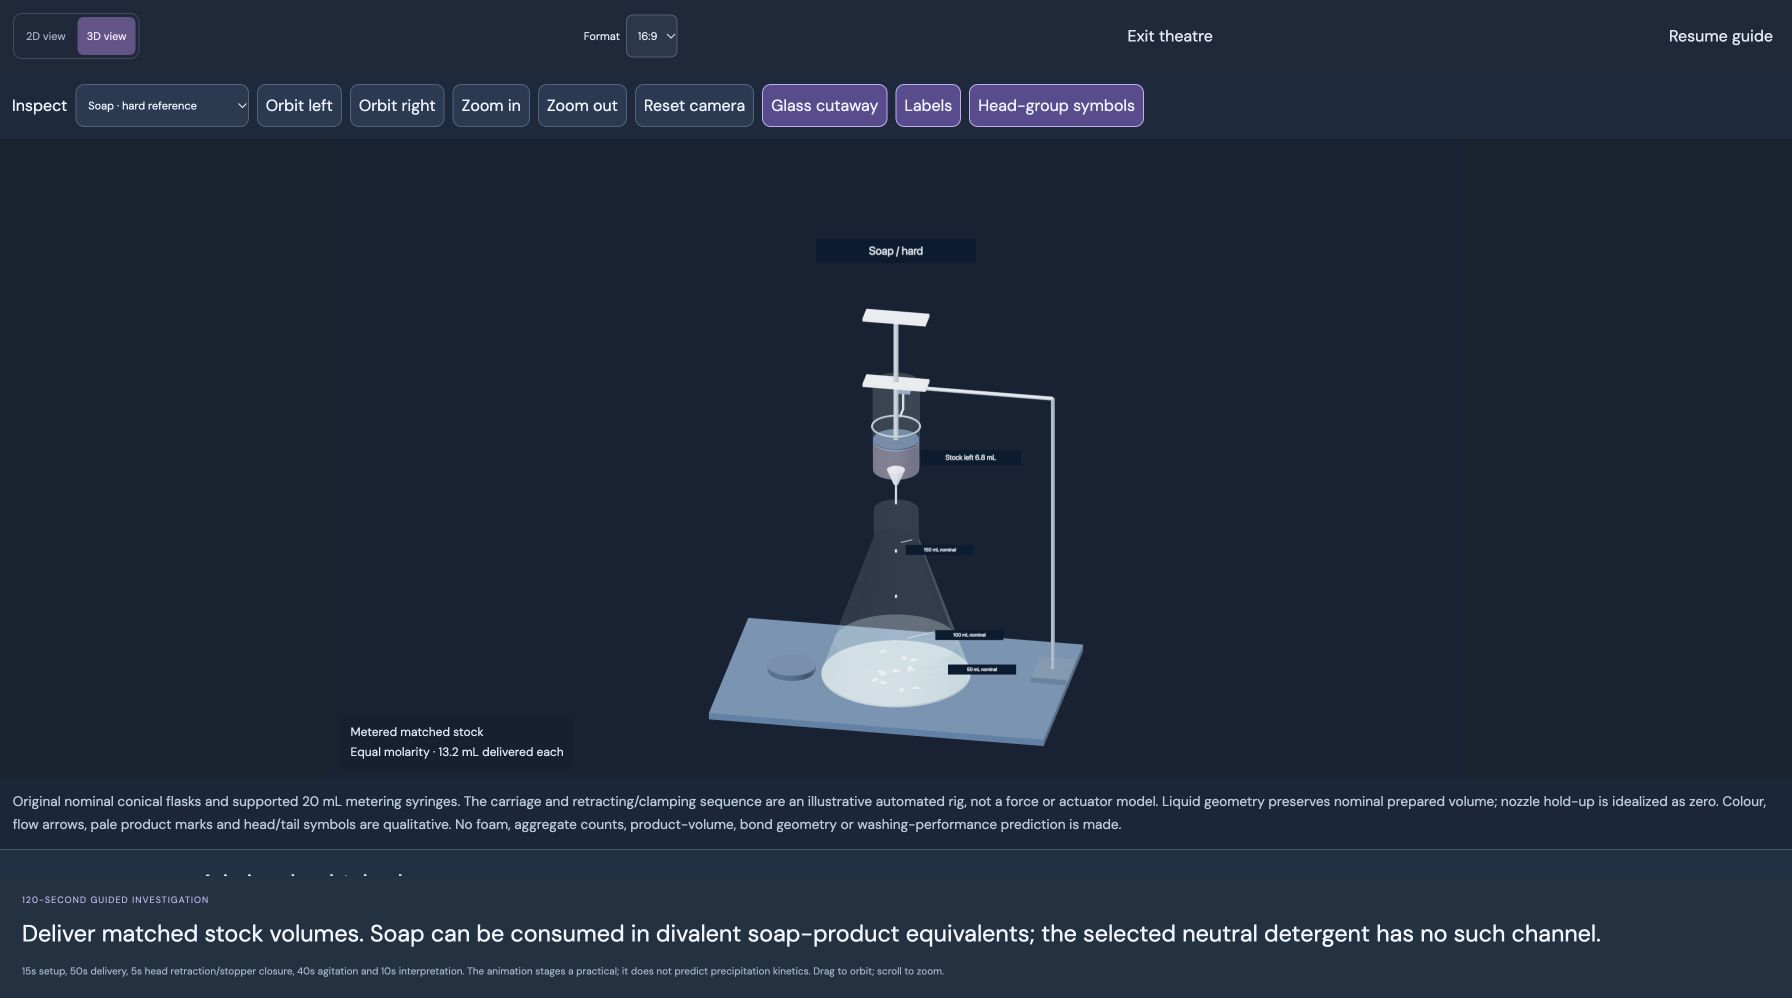 2D view
3D view
Format
16:9
Exit theatre
Resume guide
Inspect
Soap · hard reference
Orbit left
Orbit right
Zoom in
Zoom out
Reset camera
Glass cutaway
Labels
Head-group symbols
Soap / hard
Stock left 6.8 mL
150 mL nominal
100 mL nominal
50 mL nominal
Metered matched stock
Equal molarity · 13.2 mL delivered each
Original nominal conical flasks and supported 20 mL metering syringes. The carriage and retracting/clamping sequence are an illustrative automated rig, not a force or actuator model. Liquid geometry preserves nominal prepared volume; nozzle hold-up is idealized as zero. Colour,
flow arrows, pale product marks and head/tail symbols are qualitative. No foam, aggregate counts, product-volume, bond geometry or washing-performance prediction is made.
120-SECOND GUIDED INVESTIGATION
Deliver matched stock volumes. Soap can be consumed in divalent soap-product equivalents; the selected neutral detergent has no such channel.
15s setup, 50s delivery, 5s head retraction/stopper closure, 40s agitation and 10s interpretation. The animation stages a practical; it does not predict precipitation kinetics. Drag to orbit; scroll to zoom.